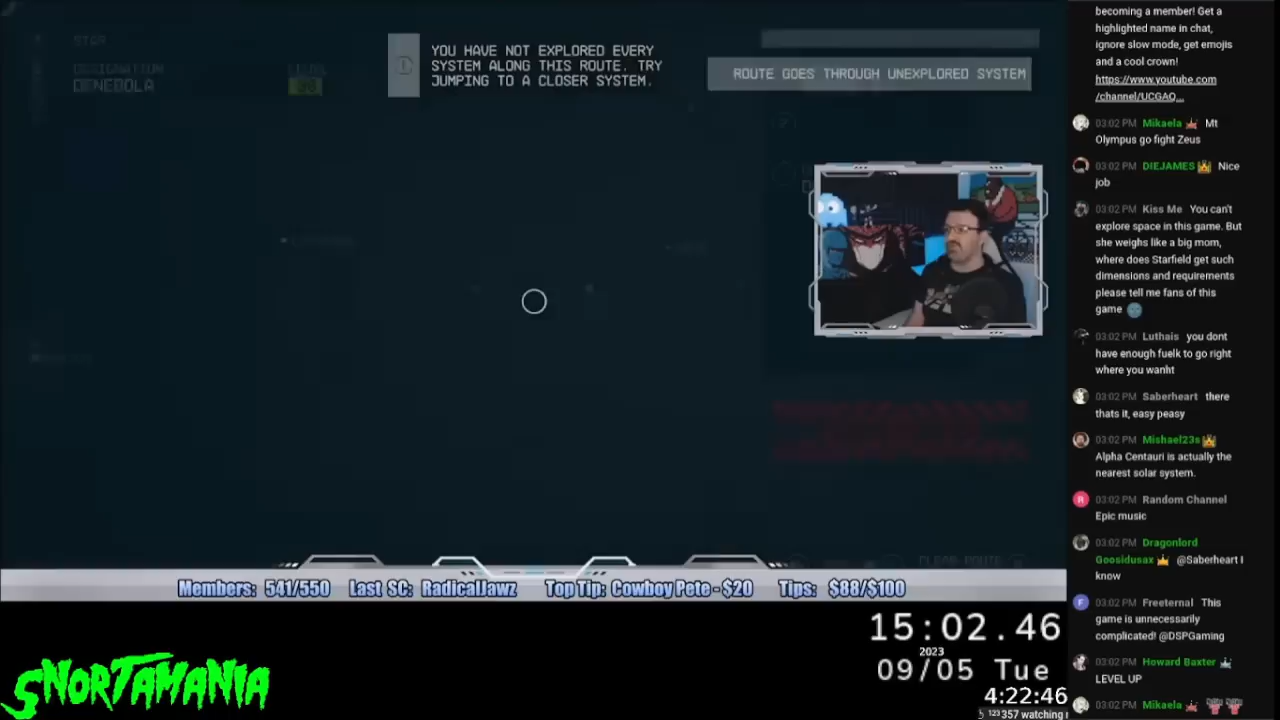 STAR
DESIGNATION
LEVEL
DENEBOLA
YOU HAVE NOT EXPLORED EVERY
SYSTEM ALONG THIS ROUTE. TRY
JUMPING TO A CLOSER SYSTEM.
ROUTE GOES THROUGH UNEXPLORED SYSTEM
CLEAR ROUTE
Members: 541/550 Last SC: RadicalJawz Top Tip: Cowboy Pete - $20 Tips: $88/$100
SNORTAMANIA
15:02.46
2023
09/05 Tue
4:22:46
357 watching
becoming a member! Get a
highlighted name in chat,
ignore slow mode, get emojis
and a cool crown!
https://www.youtube.com
/channel/UCGAQ...
03:02 PM Mikaela Mt
Olympus go fight Zeus
03:02 PM DIEJAMES Nice
job
03:02 PM Kiss Me You can't
explore space in this game. But
she weighs like a big mom,
where does Starfield get such
dimensions and requirements
please tell me fans of this
game
03:02 PM Luthais you dont
have enough fuelk to go right
where you wanht
03:02 PM Saberheart there
thats it, easy peasy
03:02 PM Mishael23s
Alpha Centauri is actually the
nearest solar system.
R 03:02 PM Random Channel
Epic music
03:02 PM Dragonlord
Goosidusax @Saberheart I
know
F 03:02 PM Freeternal This
game is unnecessarily
complicated! @DSPGaming
03:02 PM Howard Baxter
LEVEL UP
03:02 PM Mikaela